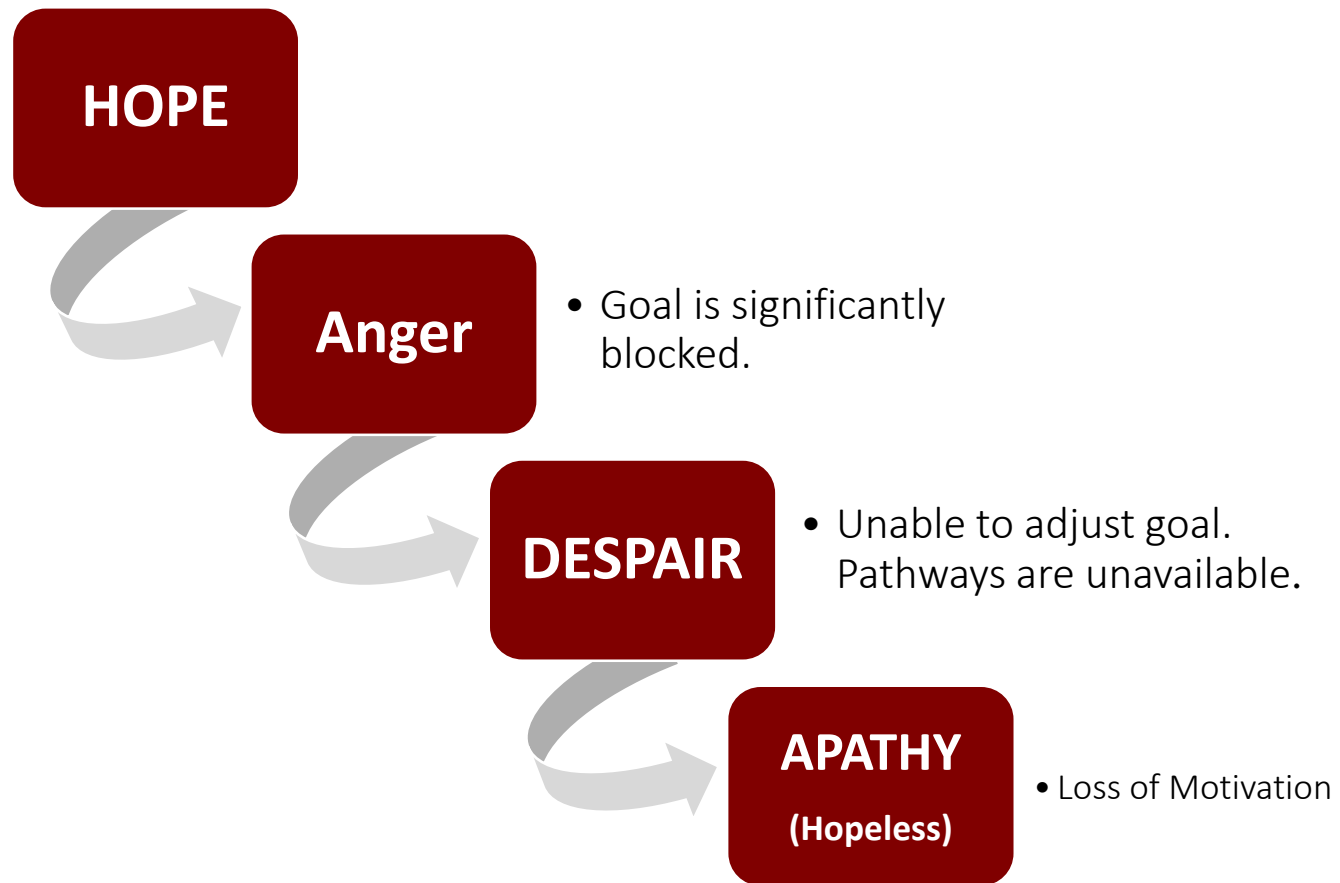 HOPE
Anger
• Goal is significantly
blocked.
DESPAIR
• Unable to adjust goal.
Pathways are unavailable.
APATHY
(Hopeless)
• Loss of Motivation